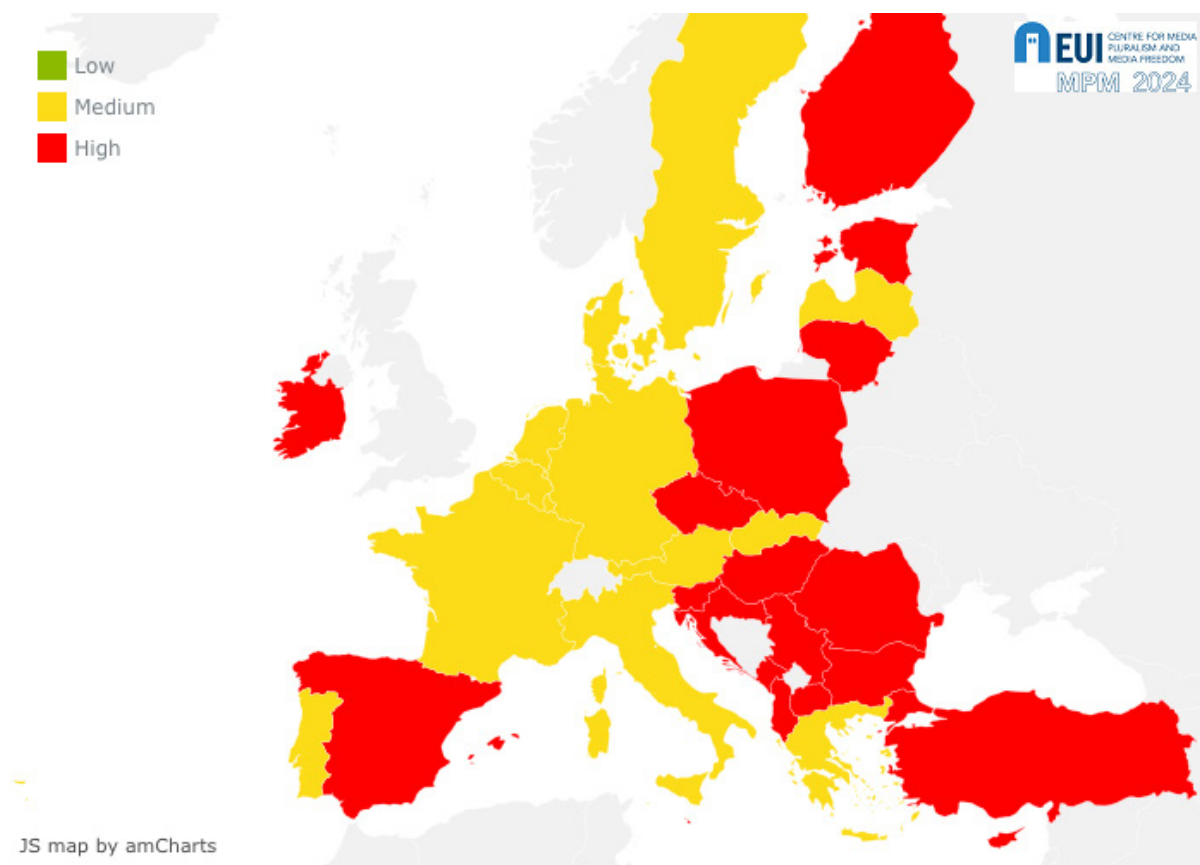 Low
Medium
High
EUI
CENTRE FOR MEDIA
PLURALISM AND
MEDIA FREEDOM
MPM 2024
JS map by amCharts